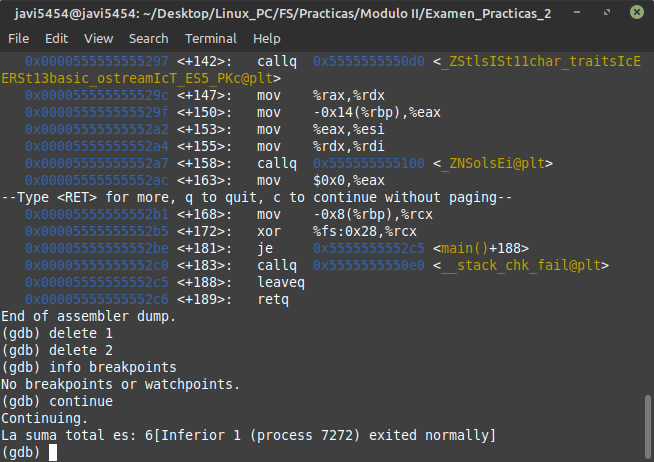 javi5454@javi5454: ~/Desktop/Linux_PC/FS/Practicas/Modulo II/Examen_Practicas_2
File Edit View Search Terminal Help
0x0000555555555297 <+142>: callq 0x5555555550d0 <_ZStlsISt11char_traitsIcE
ERSt13basic_ostreamIcT_ES5_PKc@plt>
0x000055555555529c <+147>: mov %rax,%rdx
0x000055555555529f <+150>: mov -0x14(%rbp),%eax
0x00005555555552a2 <+153>: mov %eax,%esi
0x00005555555552a4 <+155>: mov %rdx,%rdi
0x00005555555552a7 <+158>: callq 0x555555555100 <_ZNSolsEi@plt>
0x00005555555552ac <+163>: mov $0x0,%eax
--Type <RET> for more, q to quit, c to continue without paging--
0x00005555555552b1 <+168>: mov -0x8(%rbp),%rcx
0x00005555555552b5 <+172>: xor %fs:0x28,%rcx
0x00005555555552be <+181>: je 0x5555555552c5 <main()+188>
0x00005555555552c0 <+183>: callq 0x5555555550e0 <__stack_chk_fail@plt>
0x00005555555552c5 <+188>: leaveq
0x00005555555552c6 <+189>: retq
End of assembler dump.
(gdb) delete 1
(gdb) delete 2
(gdb) info breakpoints
No breakpoints or watchpoints.
(gdb) continue
Continuing.
La suma total es: 6[Inferior 1 (process 7272) exited normally]
(gdb)